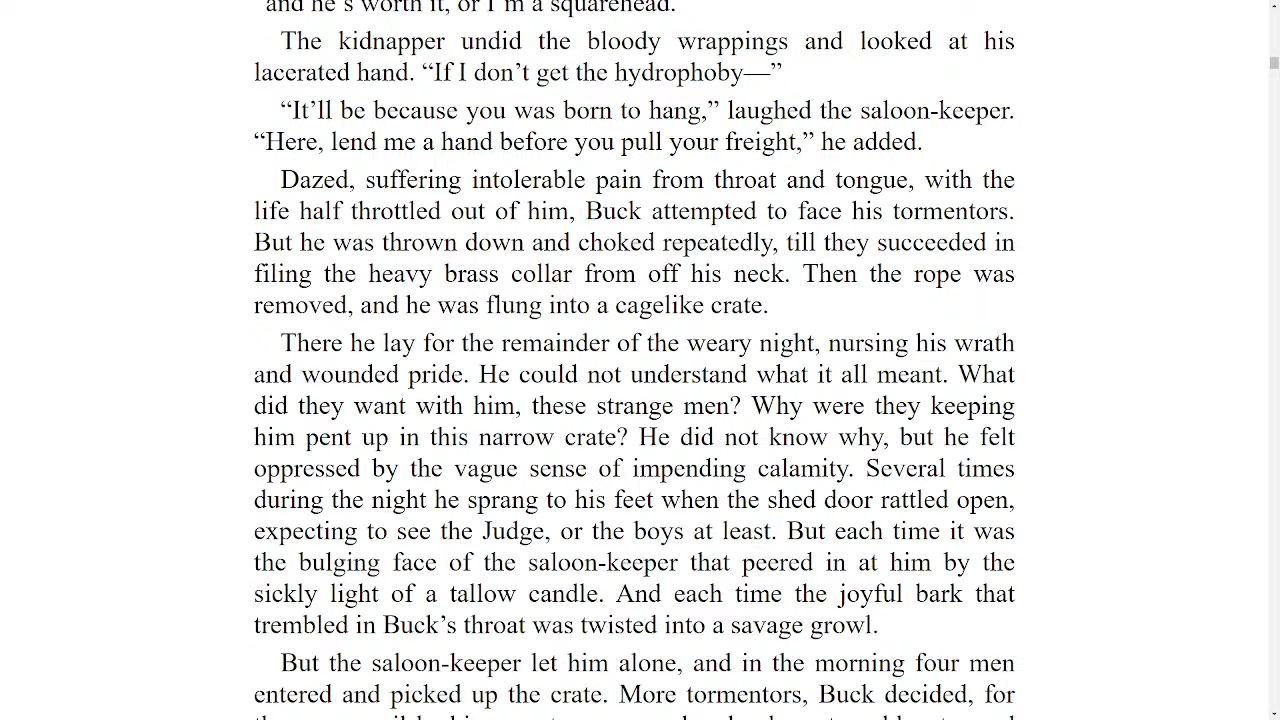 and he's worth it, or I'm a squarehead.
The kidnapper undid the bloody wrappings and looked at his
lacerated hand. “If I don’t get the hydrophoby—”
“It’ll be because you was born to hang,” laughed the saloon-keeper.
“Here, lend me a hand before you pull your freight,” he added.
Dazed, suffering intolerable pain from throat and tongue, with the
life half throttled out of him, Buck attempted to face his tormentors.
But he was thrown down and choked repeatedly, till they succeeded in
filing the heavy brass collar from off his neck. Then the rope was
removed, and he was flung into a cagelike crate.
There he lay for the remainder of the weary night, nursing his wrath
and wounded pride. He could not understand what it all meant. What
did they want with him, these strange men? Why were they keeping
him pent up in this narrow crate? He did not know why, but he felt
oppressed by the vague sense of impending calamity. Several times
during the night he sprang to his feet when the shed door rattled open,
expecting to see the Judge, or the boys at least. But each time it was
the bulging face of the saloon-keeper that peered in at him by the
sickly light of a tallow candle. And each time the joyful bark that
trembled in Buck’s throat was twisted into a savage growl.
But the saloon-keeper let him alone, and in the morning four men
entered and picked up the crate. More tormentors, Buck decided, for